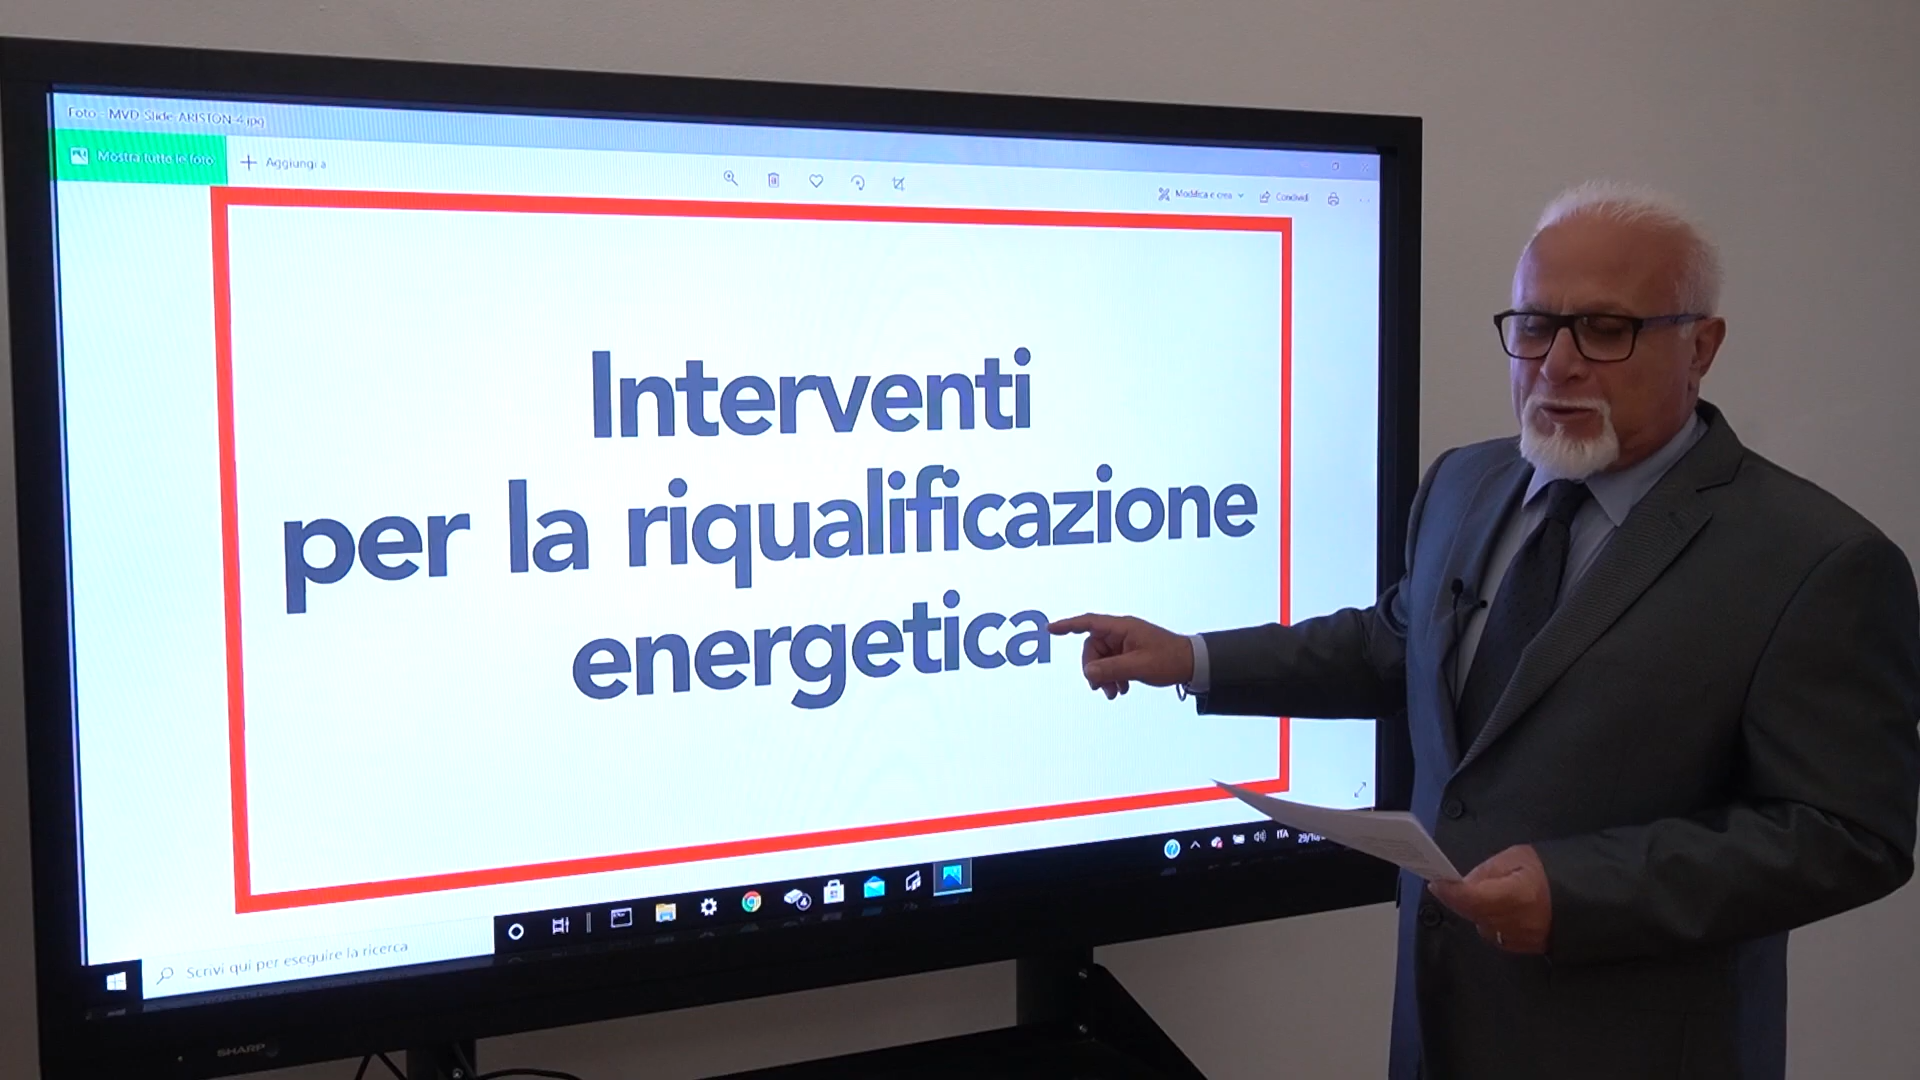 Foto - MVD Slide ARISTON-4.jpg
Mostra tutte le foto
Aggiungi a
Modifica e crea
Condividi
Interventi
per la riqualificazione
energetica
ITA
Scrivi qui per eseguire la ricerca
SHARP